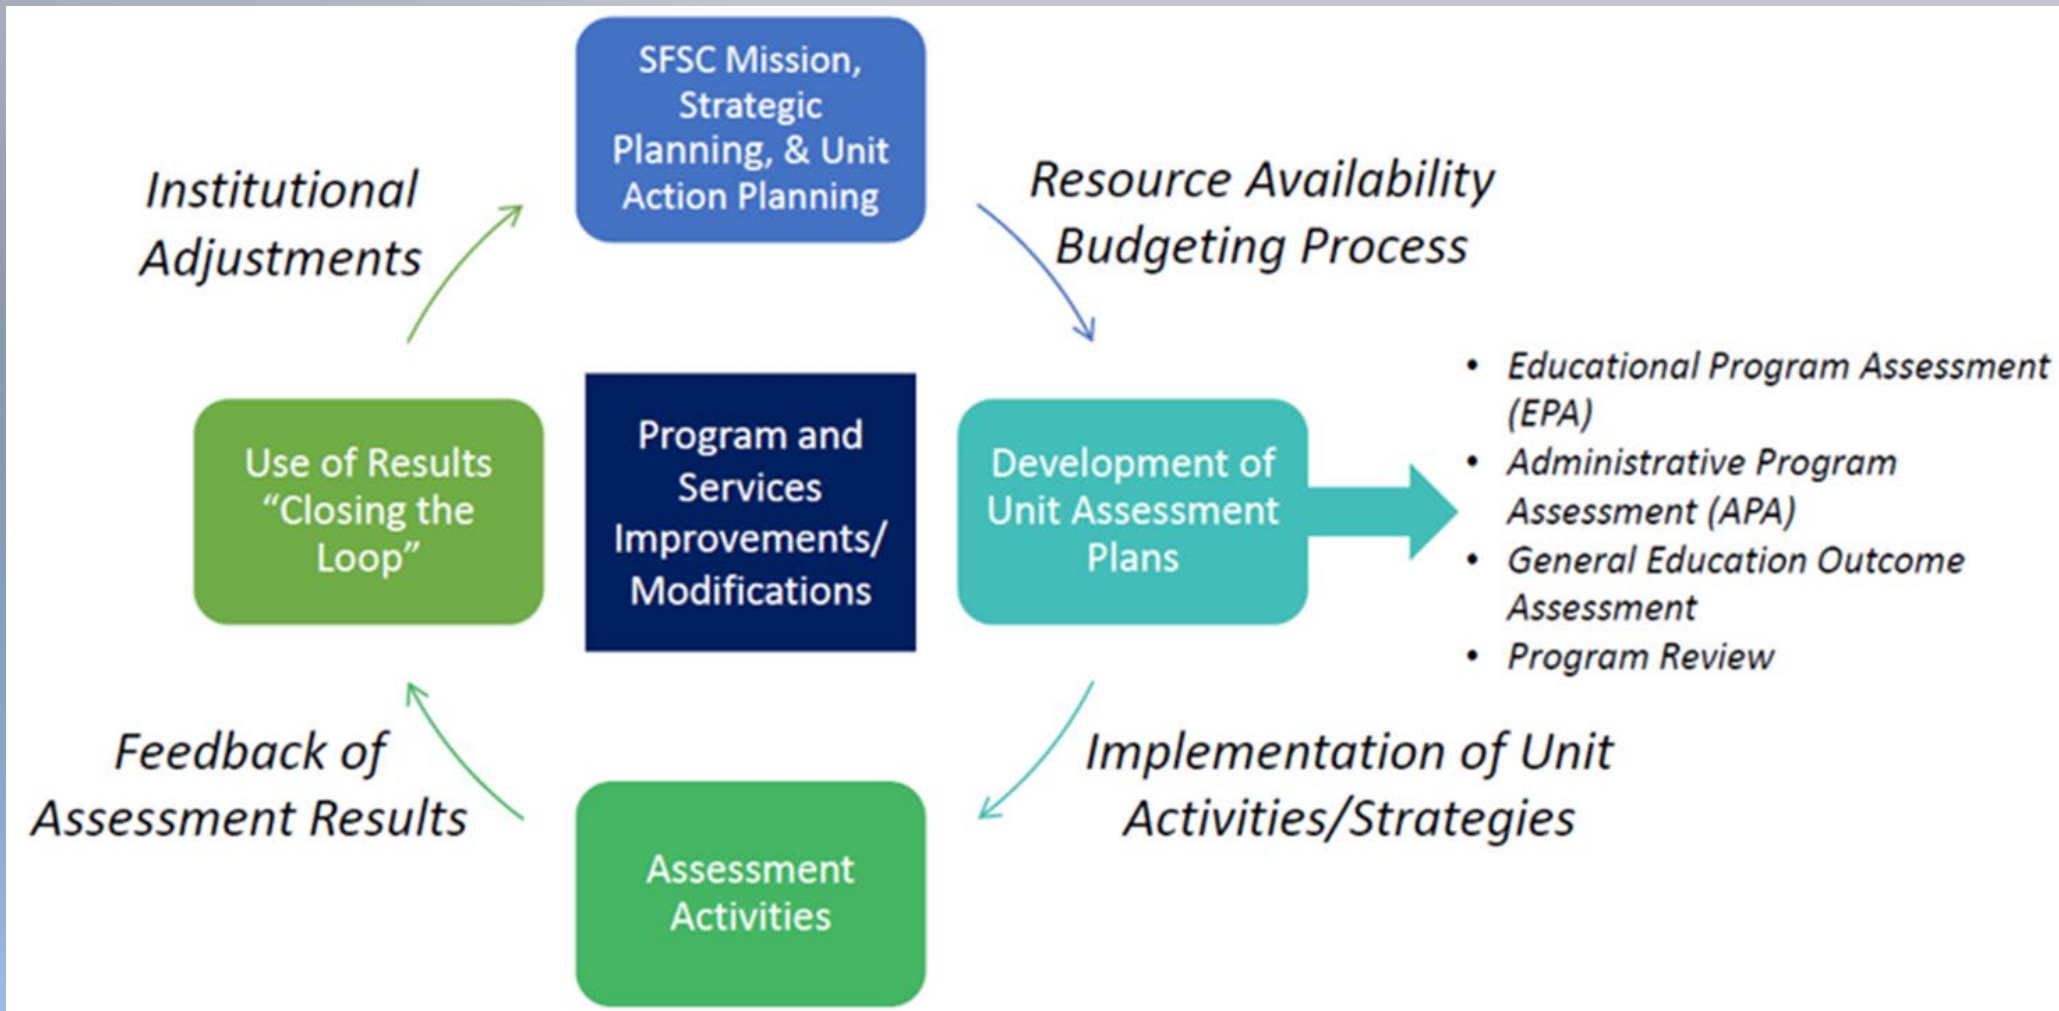 SFSC Mission,
Strategic
Planning, & Unit
Action Planning
Institutional
Adjustments
Resource Availability
Budgeting Process
Use of Results
“Closing the
Loop”
Program and
Services
Improvements/
Modifications
Development of
Unit Assessment
Plans
• Educational Program Assessment
(EPA)
• Administrative Program
Assessment (APA)
• General Education Outcome
Assessment
• Program Review
Feedback of
Assessment Results
Implementation of Unit
Activities/Strategies
Assessment
Activities